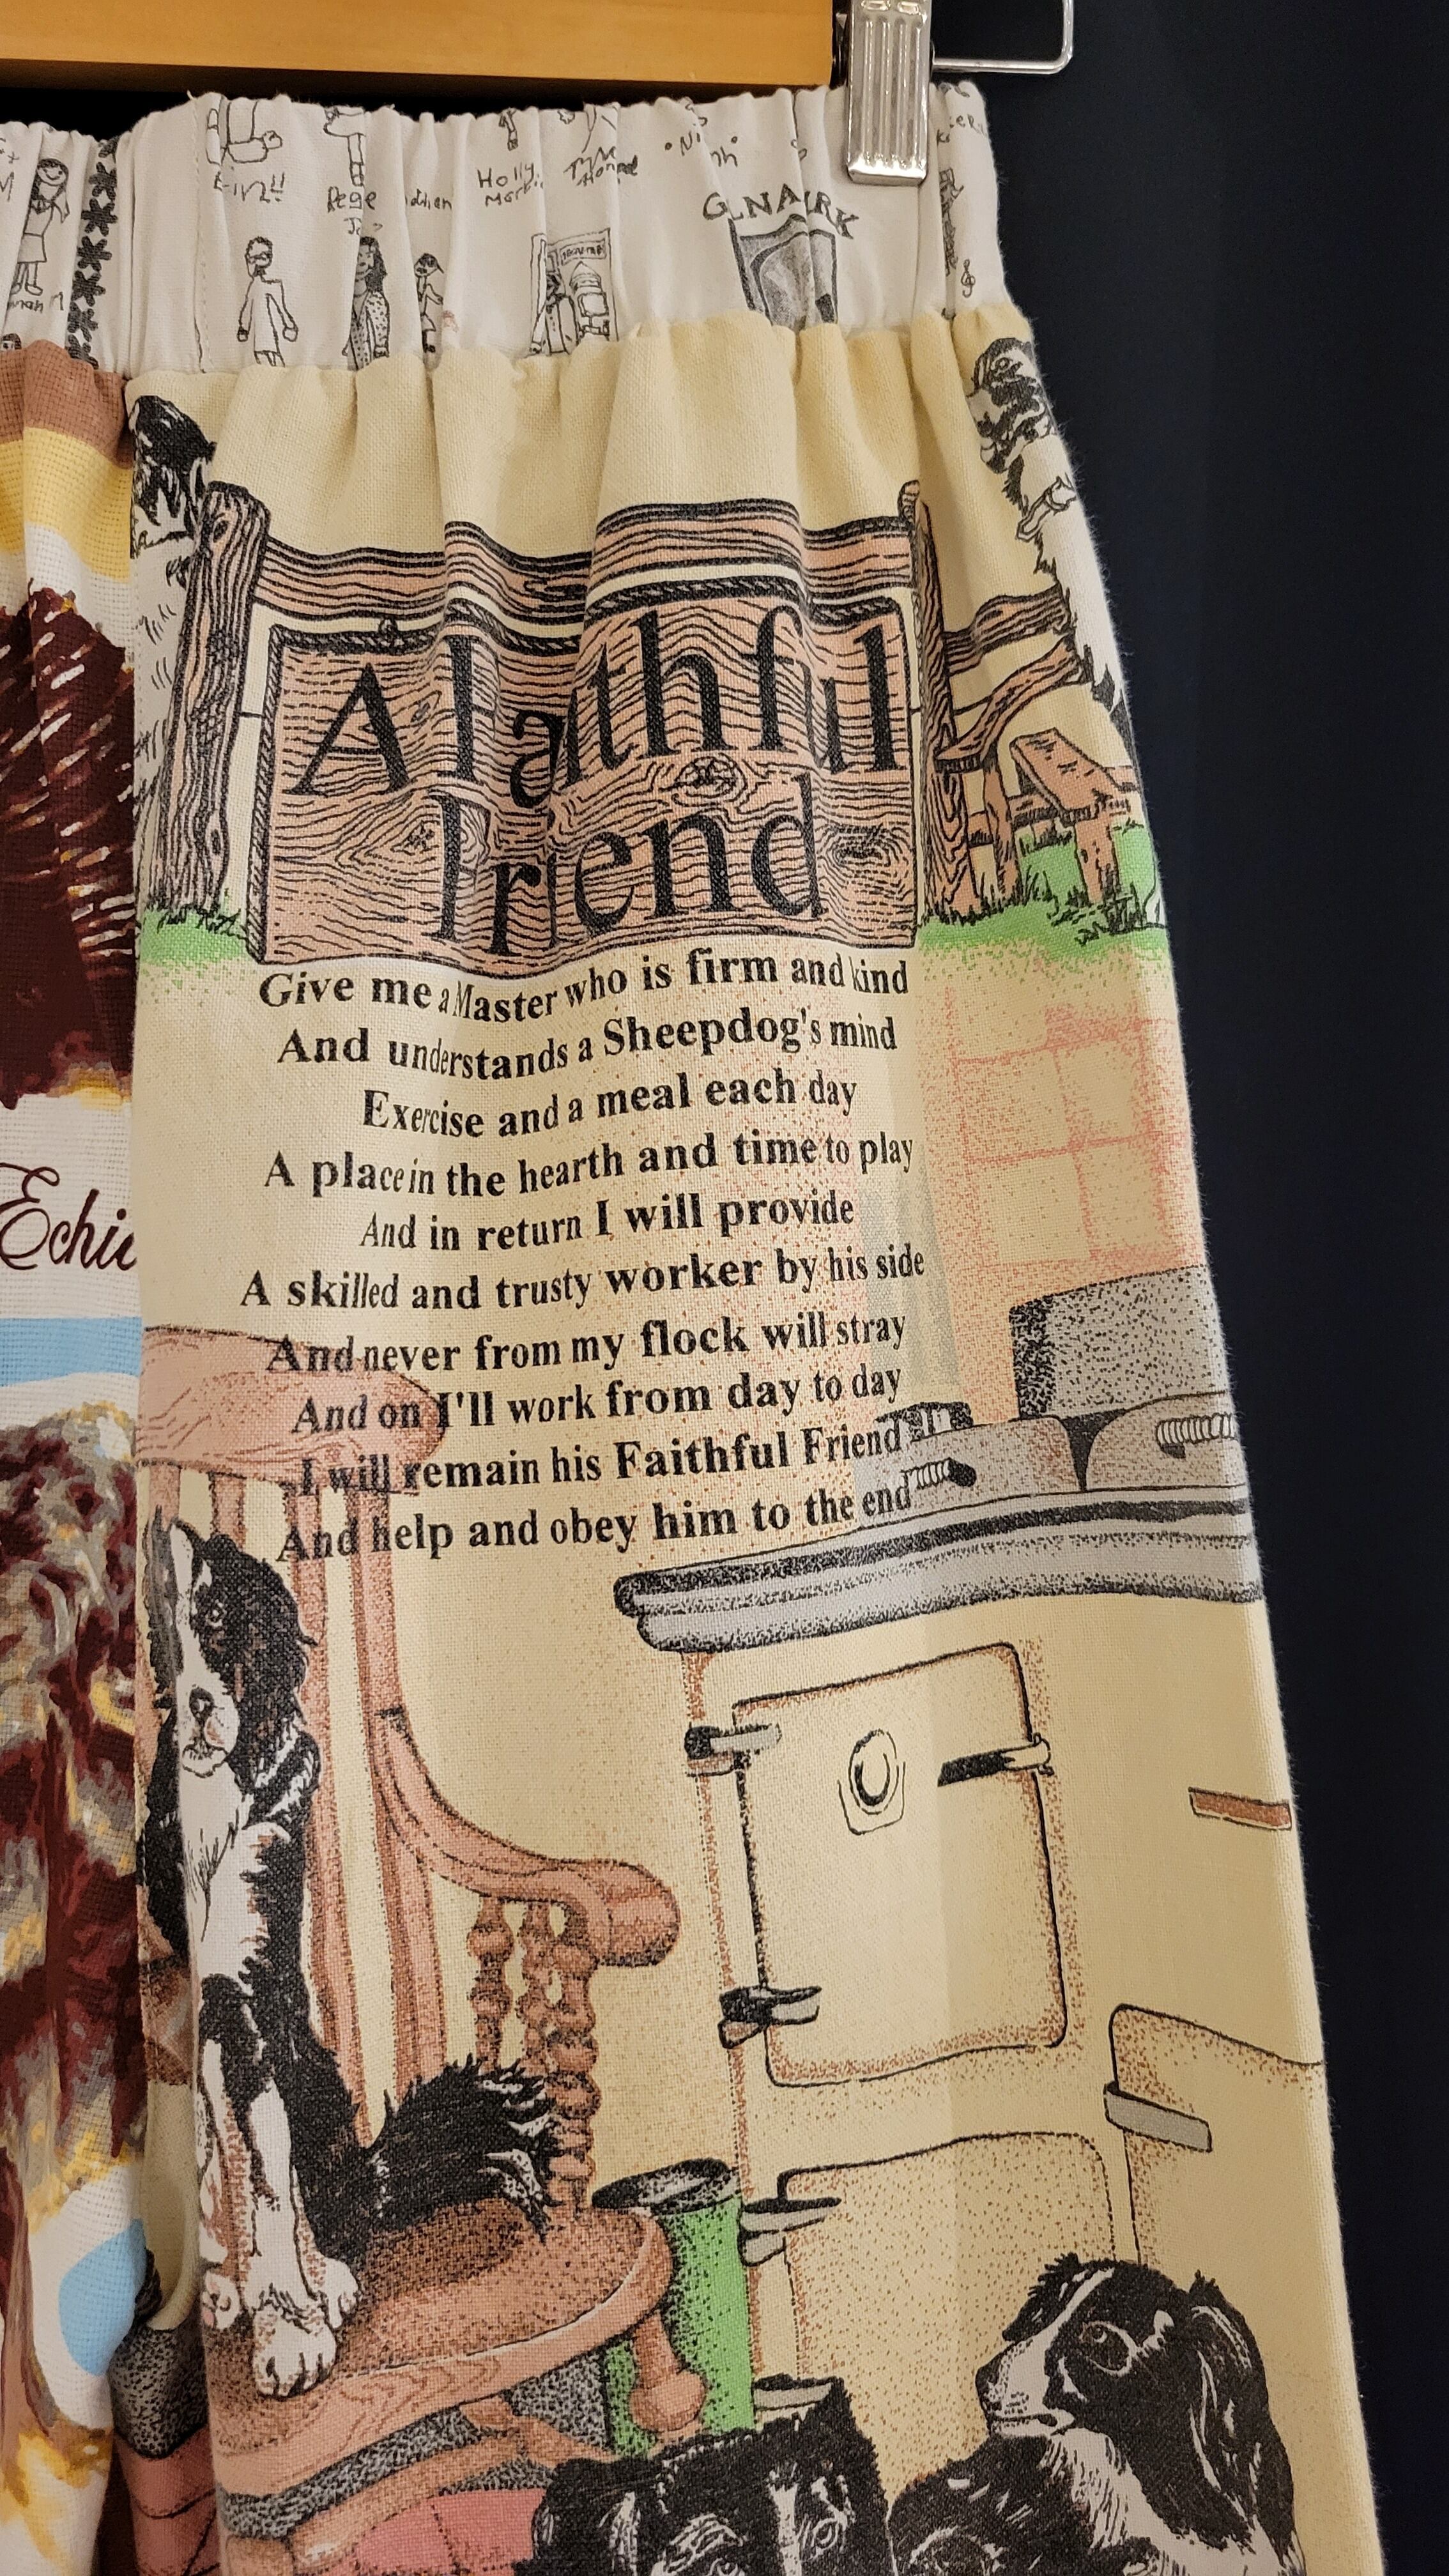 Holly
GLNAIRK
A Faithful
Friend
Give me a Master who is firm and kind
And understands a Sheepdog's mind
Exercise and a meal each day
A place in the hearth and time to play
And in return I will provide
A skilled and trusty worker by his side
And never from my flock will stray
And on I'll work from day to day
I will remain his Faithful Friend
And help and obey him to the end
Echi